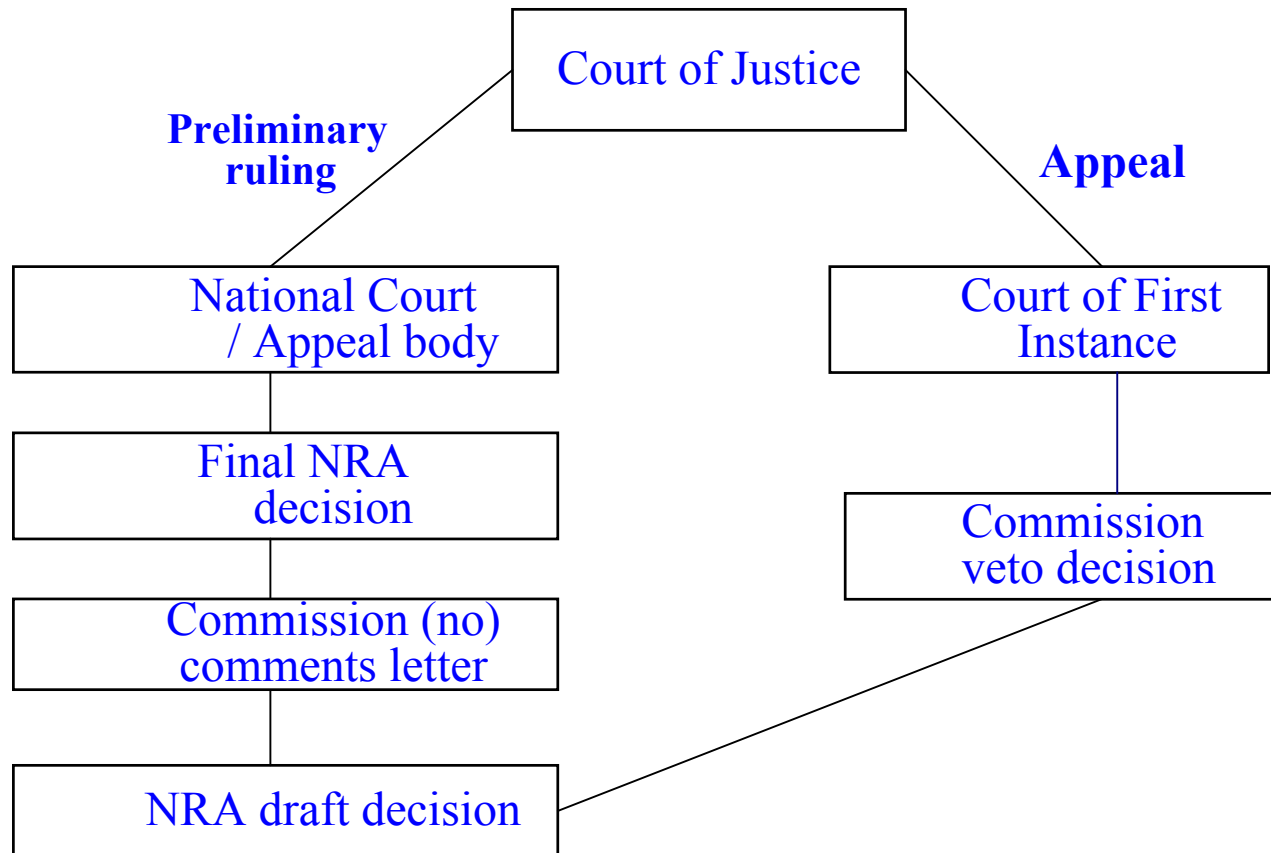 Court of Justice
Preliminary
ruling
Appeal
National Court
/ Appeal body
Court of First
Instance
Final NRA
decision
Commission
veto decision
Commission (no)
comments letter
NRA draft decision